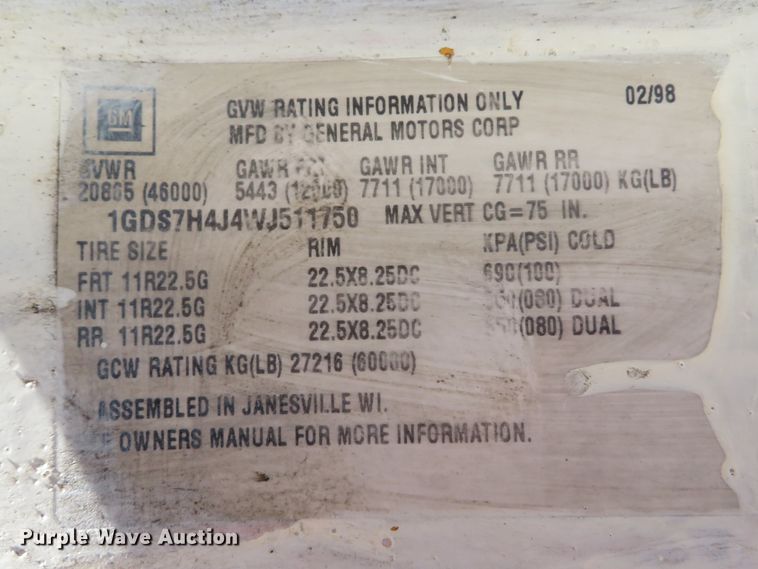 GM
GVW RATING INFORMATION ONLY 02/98
MFD BY GENERAL MOTORS CORP
GVWR GAWR FRT GAWR INT GAWR RR
20865 (46000) 5443 (12000) 7711 (17000) 7711 (17000) KG(LB)
1GDS7H4J4WJ511750 MAX VERT CG=75 IN.
TIRE SIZE RIM KPA(PSI) COLD
FRT 11R22.5G 22.5X8.25DC 690(100)
INT 11R22.5G 22.5X8.25DC (080) DUAL
RR 11R22.5G 22.5X8.25DC (080) DUAL
GCW RATING KG(LB) 27216 (60000)
ASSEMBLED IN JANESVILLE WI.
OWNERS MANUAL FOR MORE INFORMATION.
Purple Wave Auction